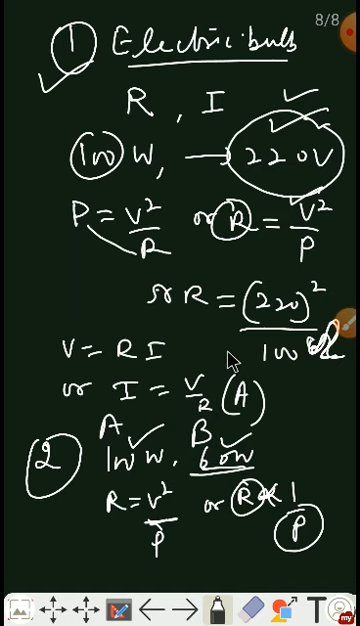 8/8
① Electric bulb
R , I
100 W, → 220V
P = V²/R or R = V²/P
or R = (220)²/100 Ω
V = R I
or I = V/R (A)
A B
② 100 W, 60W
R = V²/P or R ∝ 1/P
T
my